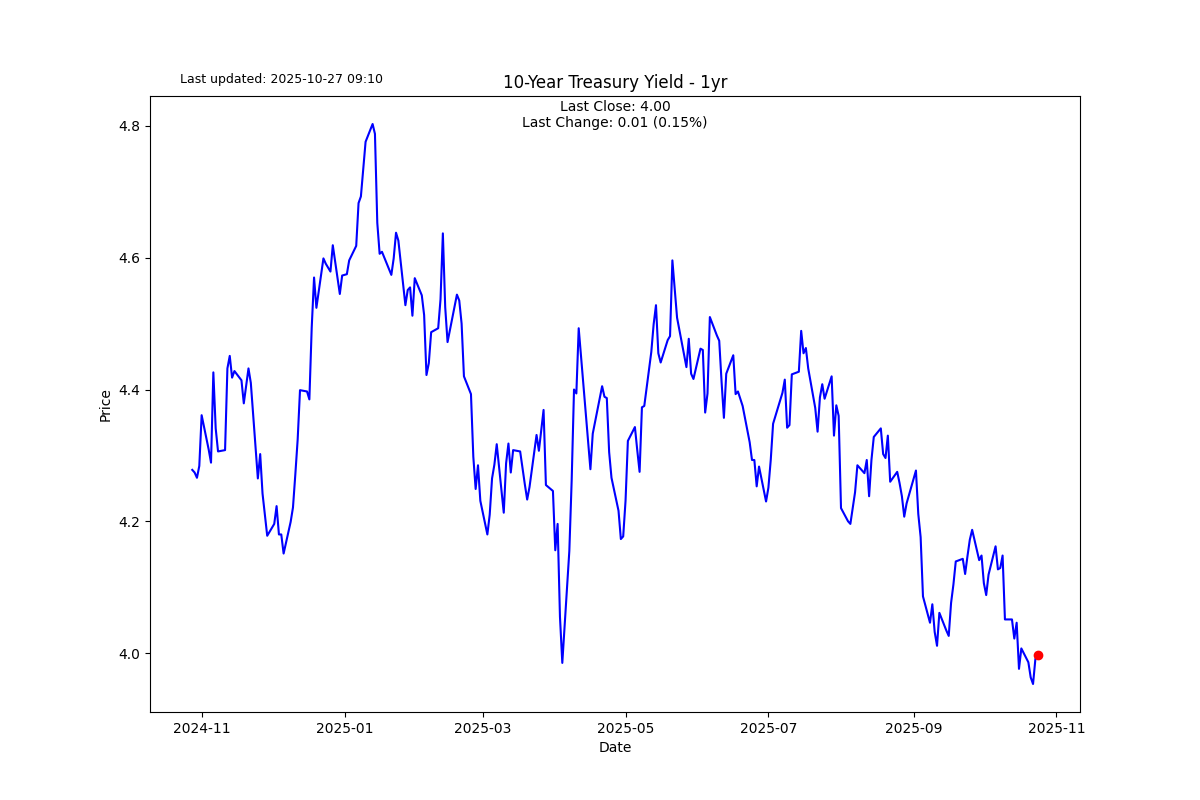 Last updated: 2025-10-27 09:10
10-Year Treasury Yield - 1yr
Last Close: 4.00
Last Change: 0.01 (0.15%)
4.8
4.6
4.4
4.2
4.0
Price
2024-11
2025-01
2025-03
2025-05
2025-07
2025-09
2025-11
Date